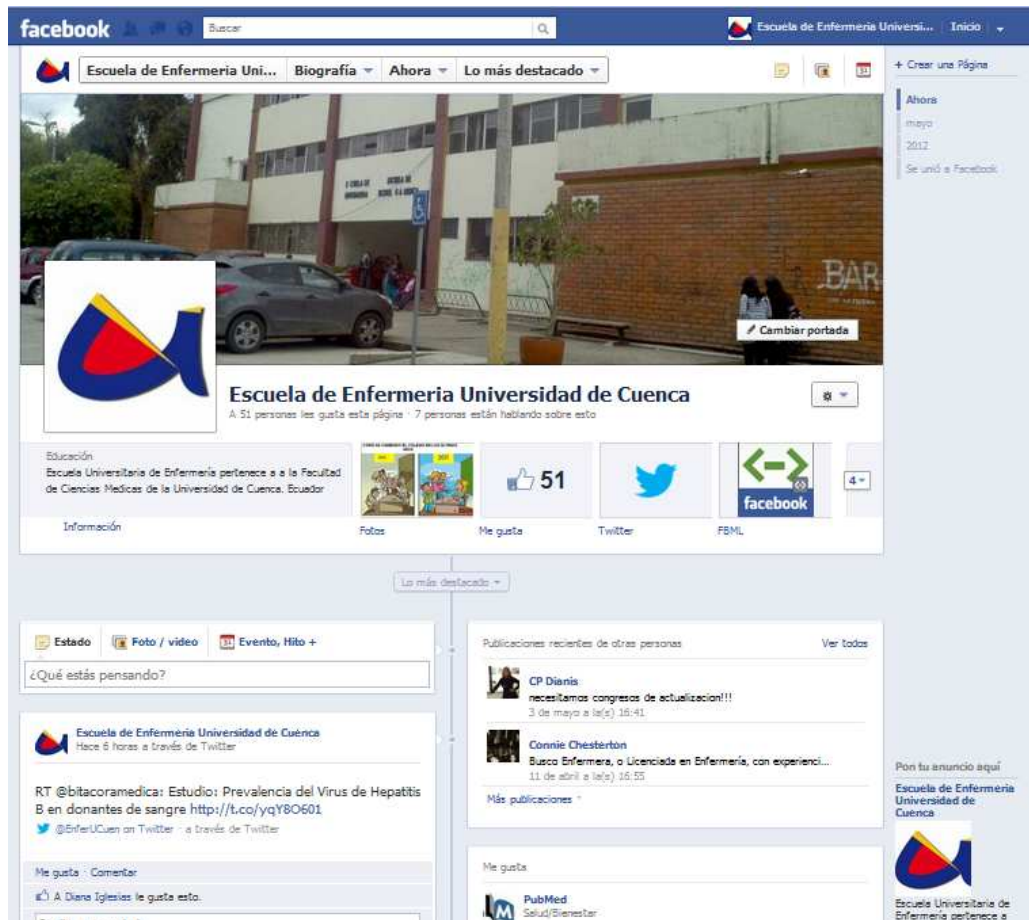 facebook
Buscar
Escuela de Enfermeria Universi...
Inicio
Escuela de Enfermeria Uni...
Biografía
Ahora
Lo más destacado
+ Crear una Página
Ahora
mayo
2012
Se unió a Facebook
BAR
Cambiar portada
Escuela de Enfermeria Universidad de Cuenca
A 51 personas les gusta esta página · 7 personas están hablando sobre esto
Educación
Escuela Universitaria de Enfermería pertenece a a la Facultad
de Ciencias Medicas de la Universidad de Cuenca. Ecuador
Información
Fotos
51
Me gusta
Twitter
facebook
FBML
4
Lo más destacado
Estado
Foto / video
Evento, Hito +
¿Qué estás pensando?
Escuela de Enfermeria Universidad de Cuenca
Hace 6 horas a través de Twitter
RT @bitacoramedica: Estudio: Prevalencia del Virus de Hepatitis
B en donantes de sangre http://t.co/yqY8O601
@EnferUCuen on Twitter · a través de Twitter
Me gusta · Comentar
A Diana Iglesias le gusta esto.
Publicaciones recientes de otras personas
Ver todos
CP Dianis
necesitamos congresos de actualizacion!!!
3 de mayo a la(s) 16:41
Connie Chesterton
Busco Enfermera, o Licenciada en Enfermería, con experienci...
11 de abril a la(s) 16:55
Más publicaciones
Me gusta
PubMed
Salud/Bienestar
Pon tu anuncio aquí
Escuela de Enfermeria
Universidad de
Cuenca
Escuela Universitaria de
Enfermería pertenece a